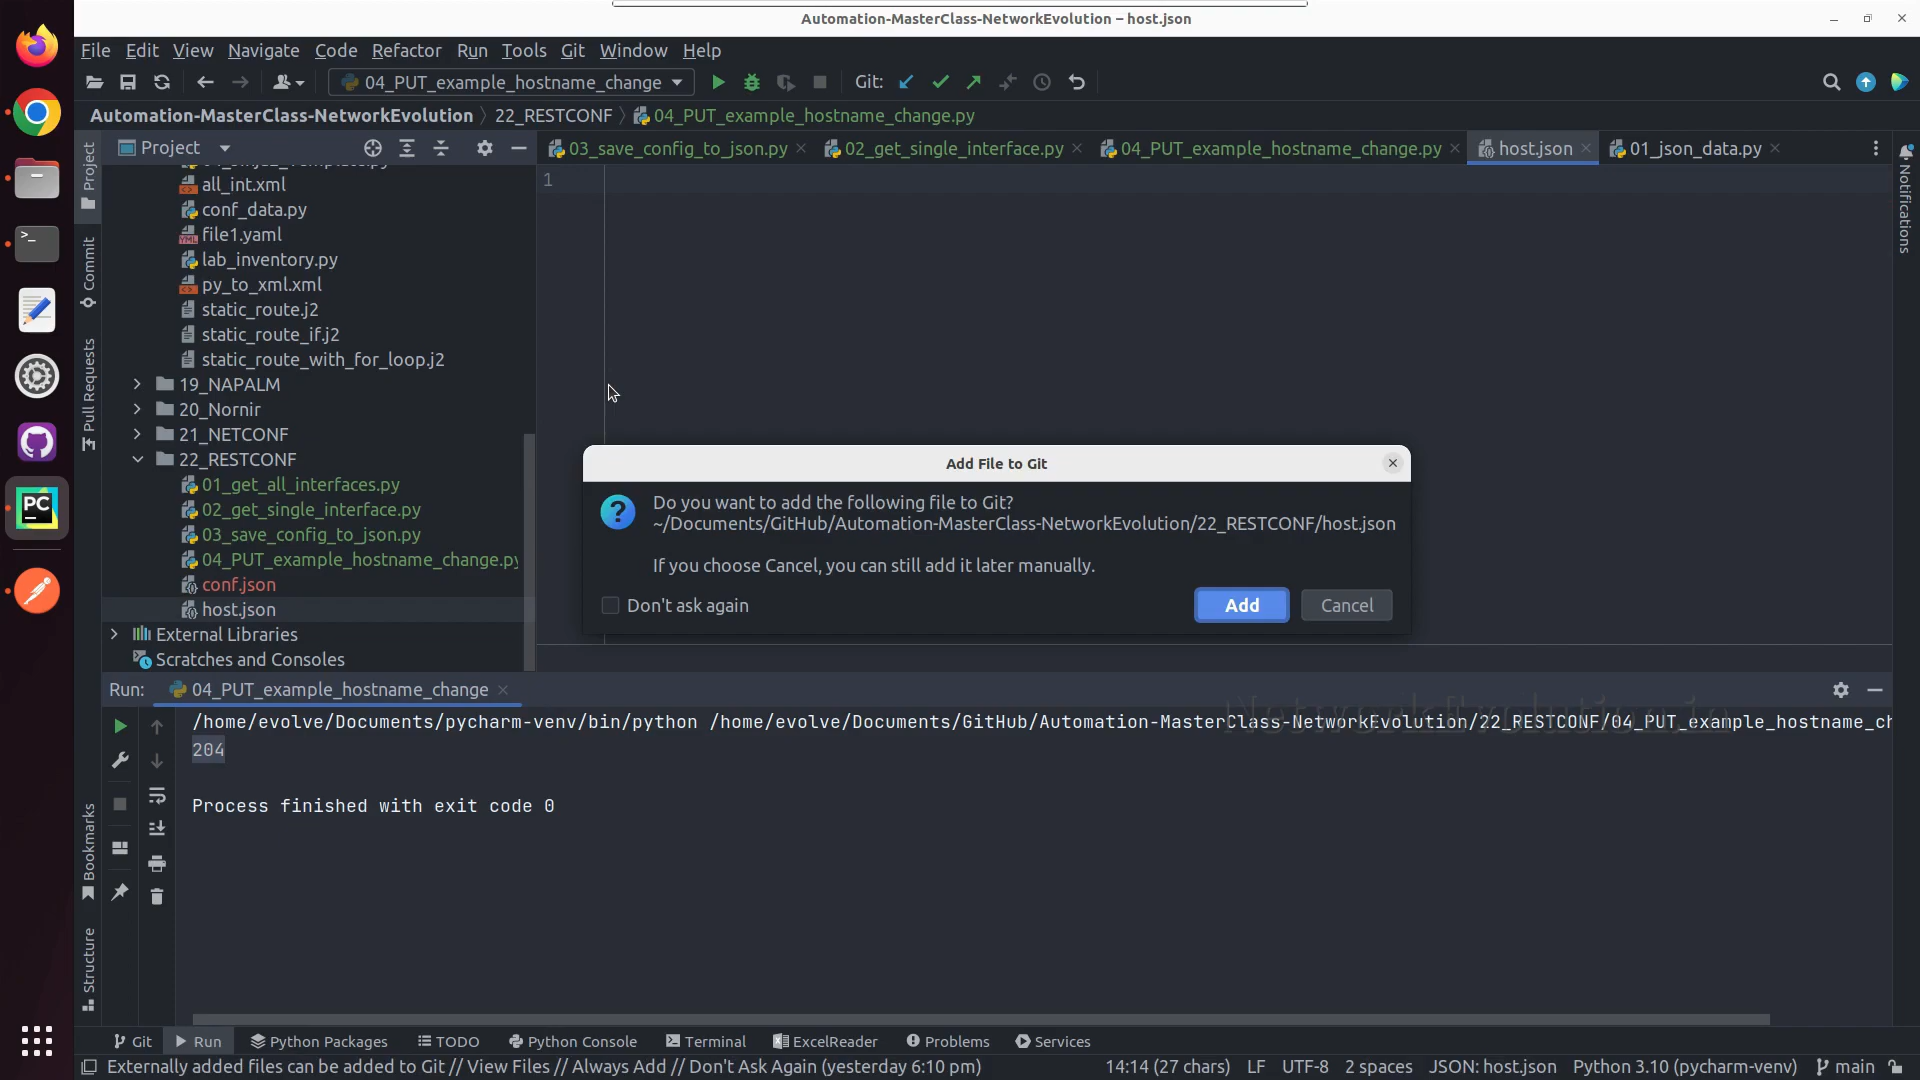 Automation-MasterClass-NetworkEvolution – host.json
File Edit View Navigate Code Refactor Run Tools Git Window Help
04_PUT_example_hostname_change
Git:
Automation-MasterClass-NetworkEvolution 22_RESTCONF 04_PUT_example_hostname_change.py
Project
03_save_config_to_json.py
02_get_single_interface.py
04_PUT_example_hostname_change.py
host.json
01_json_data.py
Project
Commit
Pull Requests
Bookmarks
Structure
Notifications
all_int.xml
conf_data.py
file1.yaml
lab_inventory.py
py_to_xml.xml
static_route.j2
static_route_if.j2
static_route_with_for_loop.j2
19_NAPALM
20_Nornir
21_NETCONF
22_RESTCONF
01_get_all_interfaces.py
02_get_single_interface.py
03_save_config_to_json.py
04_PUT_example_hostname_change.py
conf.json
host.json
External Libraries
Scratches and Consoles
1
Add File to Git
Do you want to add the following file to Git?
~/Documents/GitHub/Automation-MasterClass-NetworkEvolution/22_RESTCONF/host.json
If you choose Cancel, you can still add it later manually.
Don't ask again
Add
Cancel
Run: 04_PUT_example_hostname_change
NetworkEvolution.in
/home/evolve/Documents/pycharm-venv/bin/python /home/evolve/Documents/GitHub/Automation-MasterClass-NetworkEvolution/22_RESTCONF/04_PUT_example_hostname_ch
204
Process finished with exit code 0
Git Run Python Packages TODO Python Console Terminal ExcelReader Problems Services
Externally added files can be added to Git // View Files // Always Add // Don't Ask Again (yesterday 6:10 pm)
14:14 (27 chars) LF UTF-8 2 spaces JSON: host.json Python 3.10 (pycharm-venv) main